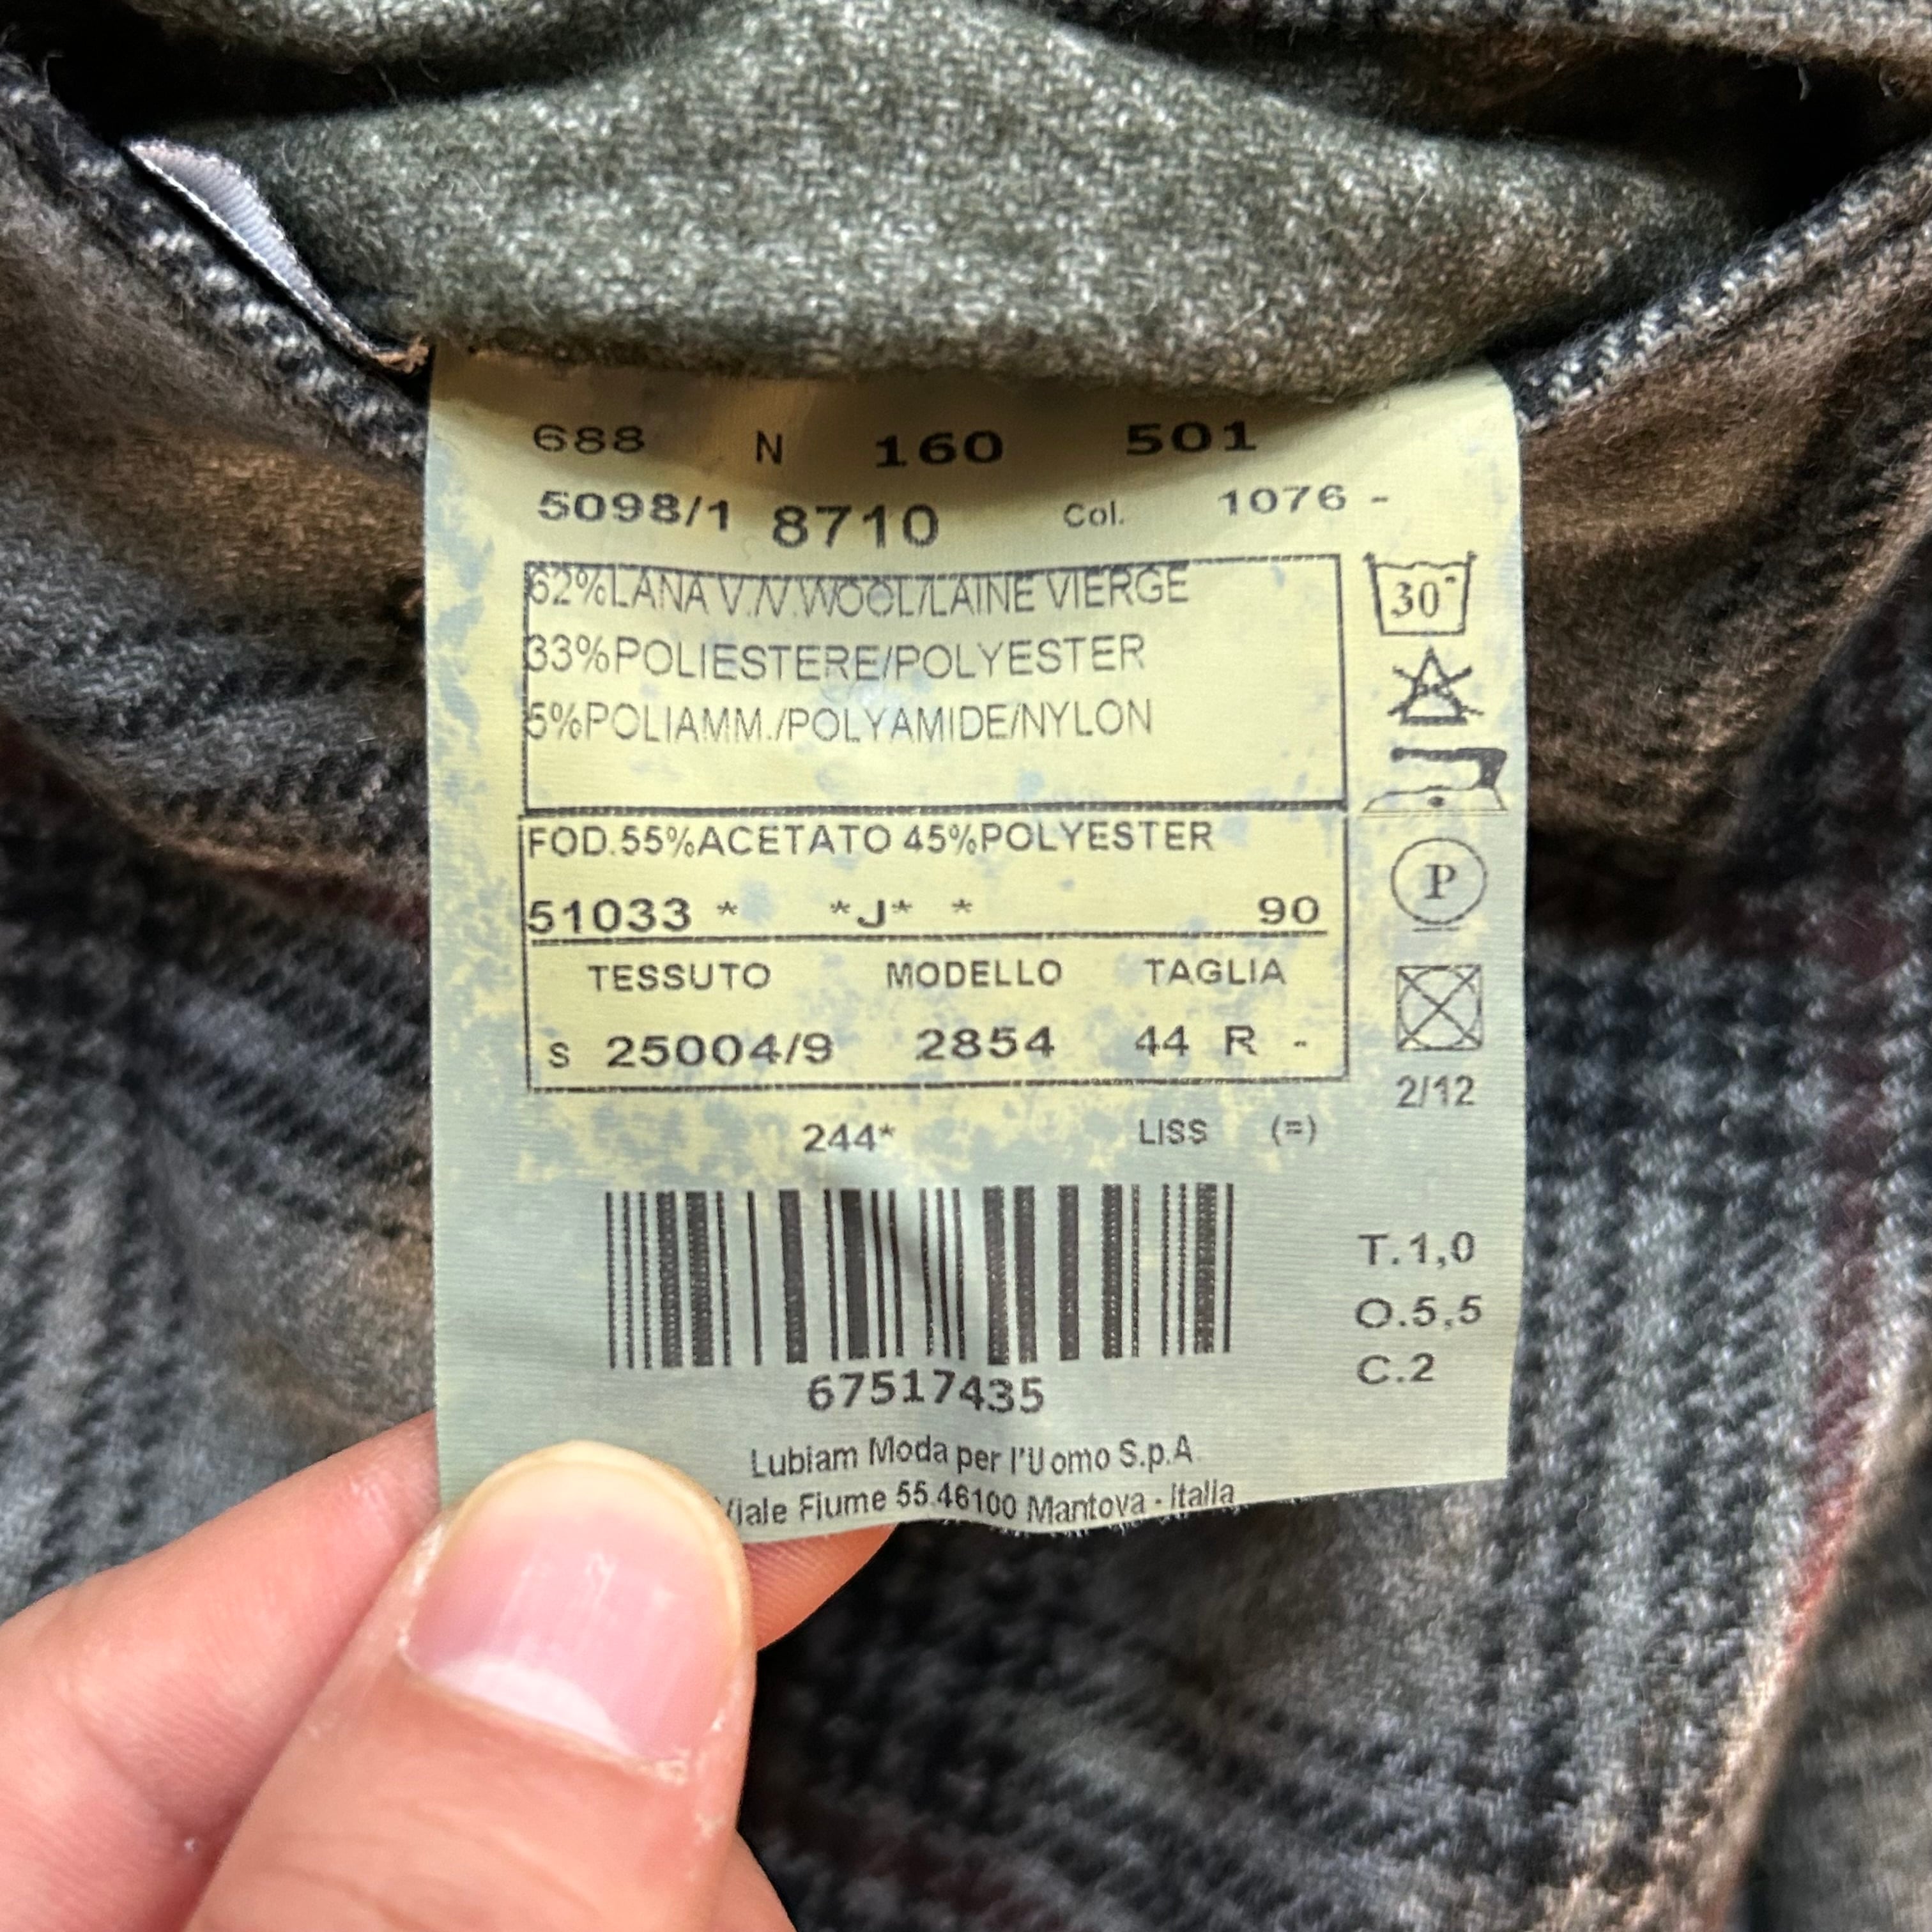 688 N 160 501
5098/1 8710 Col. 1076 -
62%LANA V./V.WOOL/LAINE VIERGE
33%POLIESTERE/POLYESTER
5%POLIAMM./POLYAMIDE/NYLON
30°
FOD.55%ACETATO 45%POLYESTER
P
51033 * *J* * 90
TESSUTO MODELLO TAGLIA
S 25004/9 2854 44 R -
2/12
244* LISS (=)
T.1,0
O.5,5
C.2
67517435
Lubiam Moda per l'Uomo S.p.A.
Viale Fiume 55.46100 Mantova - Italia